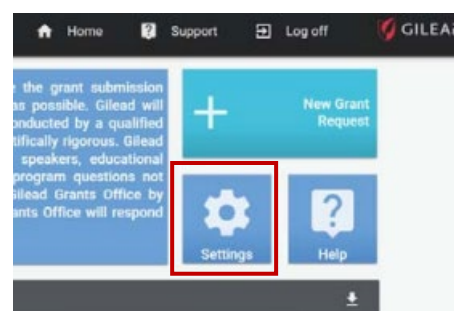 Home Support Log off GILEA
the grant submission
as possible. Gilead will
onducted by a qualified
tifically rigorous. Gilead
speakers, educational
program questions not
Gilead Grants Office by
ants Office will respond
New Grant
Request
Settings
Help